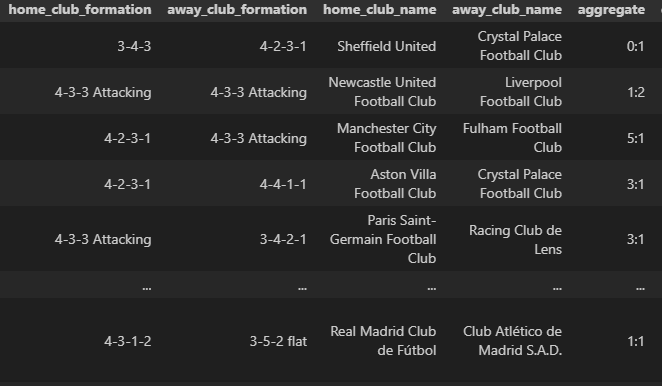 home_club_formation away_club_formation home_club_name away_club_name aggregate
3-4-3 4-2-3-1 Sheffield United Crystal Palace Football Club 0:1
4-3-3 Attacking 4-3-3 Attacking Newcastle United Football Club Liverpool Football Club 1:2
4-2-3-1 4-3-3 Attacking Manchester City Football Club Fulham Football Club 5:1
4-2-3-1 4-4-1-1 Aston Villa Football Club Crystal Palace Football Club 3:1
4-3-3 Attacking 3-4-2-1 Paris Saint-Germain Football Club Racing Club de Lens 3:1
... ... ... ... ...
4-3-1-2 3-5-2 flat Real Madrid Club de Fútbol Club Atlético de Madrid S.A.D. 1:1